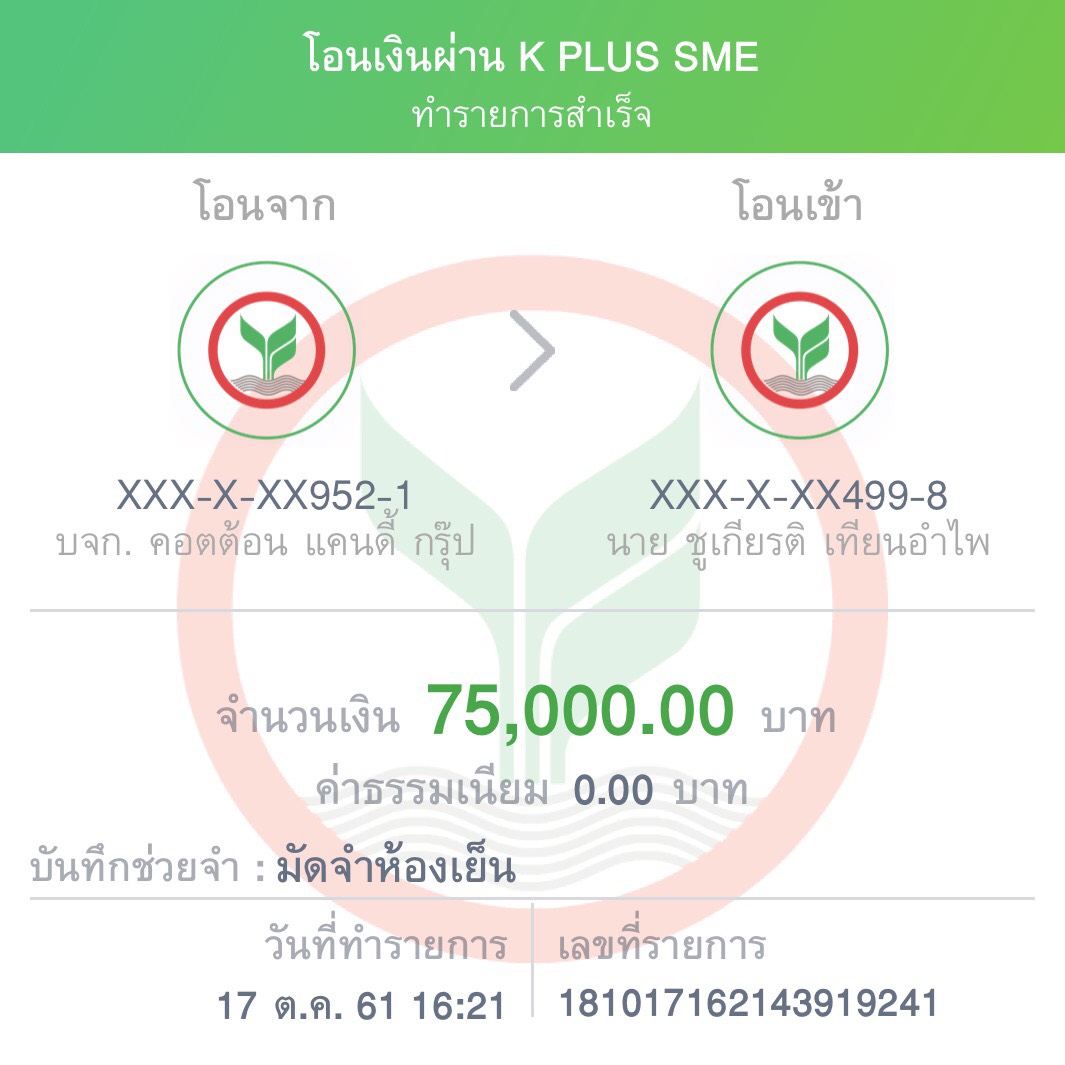 โอนเงินผ่าน K PLUS SME
ทำรายการสำเร็จ
โอนจาก
โอนเข้า
XXX-X-XX952-1
บจก. คอตต้อน แคนดี้ กรุ๊ป
XXX-X-XX499-8
นาย ชูเกียรติ เทียนอำไพ
จำนวนเงิน 75,000.00 บาท
ค่าธรรมเนียม 0.00 บาท
บันทึกช่วยจำ : มัดจำห้องเย็น
วันที่ทำรายการ
17 ต.ค. 61 16:21
เลขที่รายการ
181017162143919241